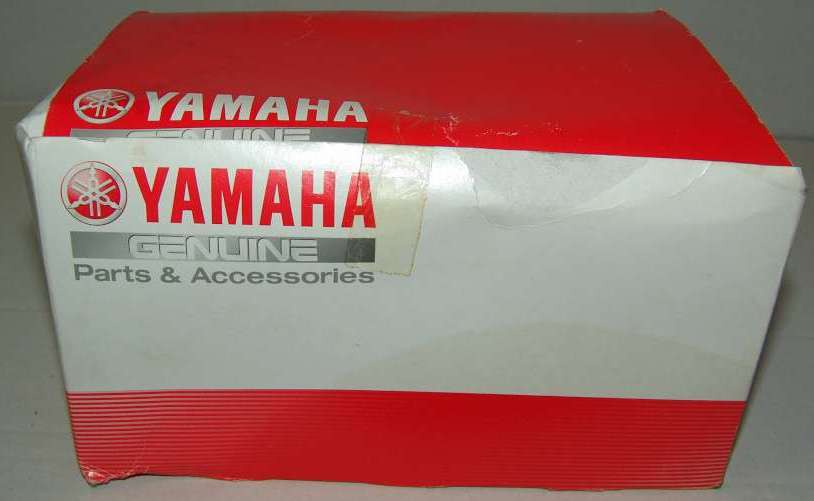 YAMAHA
GENUINE
YAMAHA
GENUINE
Parts & Accessories